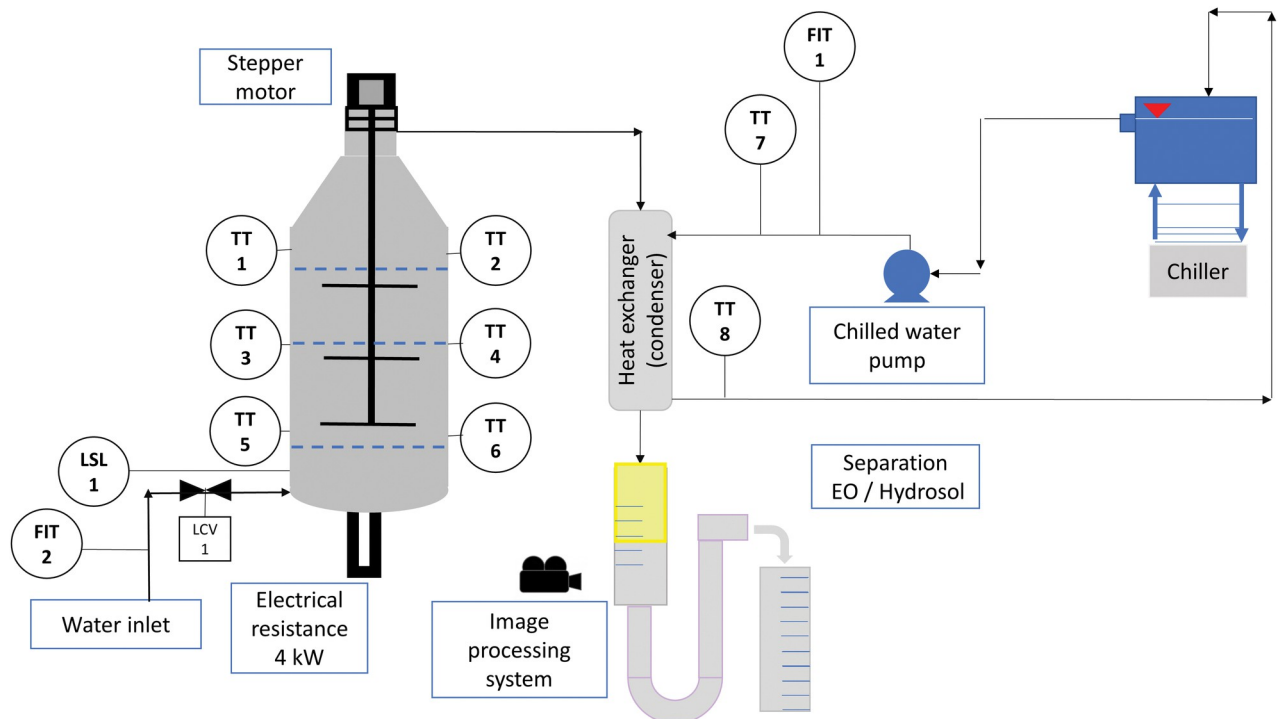 Stepper
motor
FIT
1
TT
7
TT
1
TT
2
Heat exchanger
(condenser)
Chiller
TT
3
TT
4
TT
8
Chilled water
pump
TT
5
TT
6
LSL
1
Separation
EO / Hydrosol
FIT
2
LCV
1
Water inlet
Electrical
resistance
4 kW
Image
processing
system